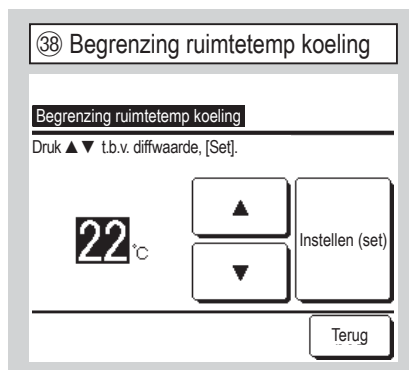 ㊳ Begrenzing ruimtetemp koeling
Begrenzing ruimtetemp koeling
Druk ▲▼ t.b.v. diffwaarde, [Set].
22°C
▲
▼
Instellen (set)
Terug